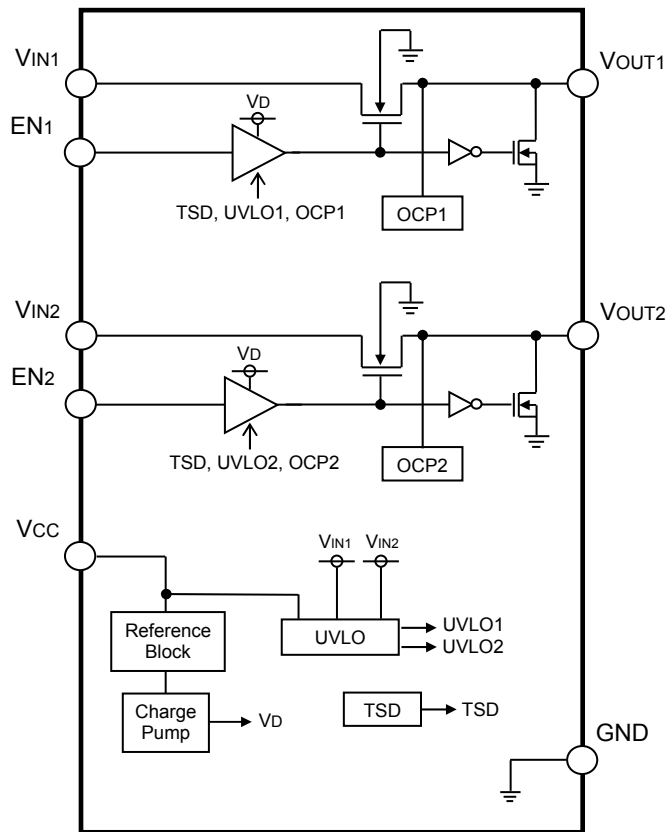 VIN1
VOUT1
VD
EN1
TSD, UVLO1, OCP1
OCP1
VIN2
VOUT2
VD
EN2
TSD, UVLO2, OCP2
OCP2
VCC
VIN1
VIN2
Reference
Block
UVLO
UVLO1
UVLO2
Charge
Pump
VD
TSD
TSD
GND